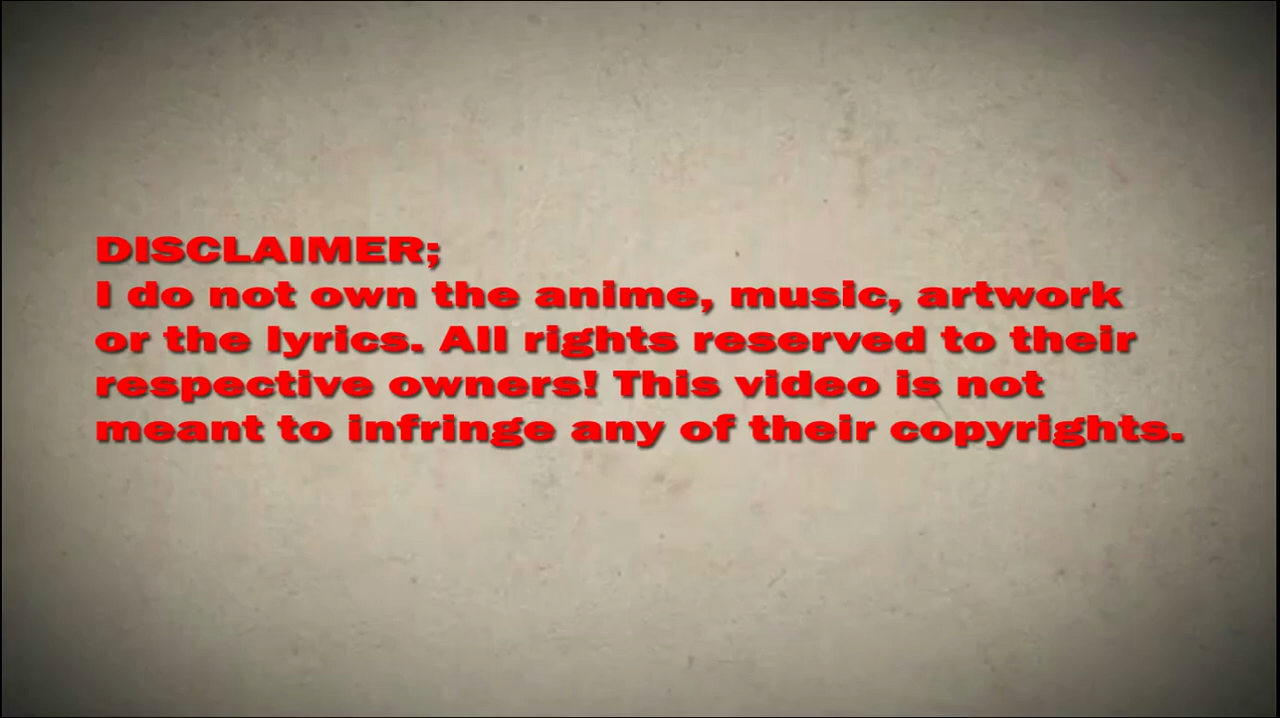 DISCLAIMER;
I do not own the anime, music, artwork
or the lyrics. All rights reserved to their
respective owners! This video is not
meant to infringe any of their copyrights.